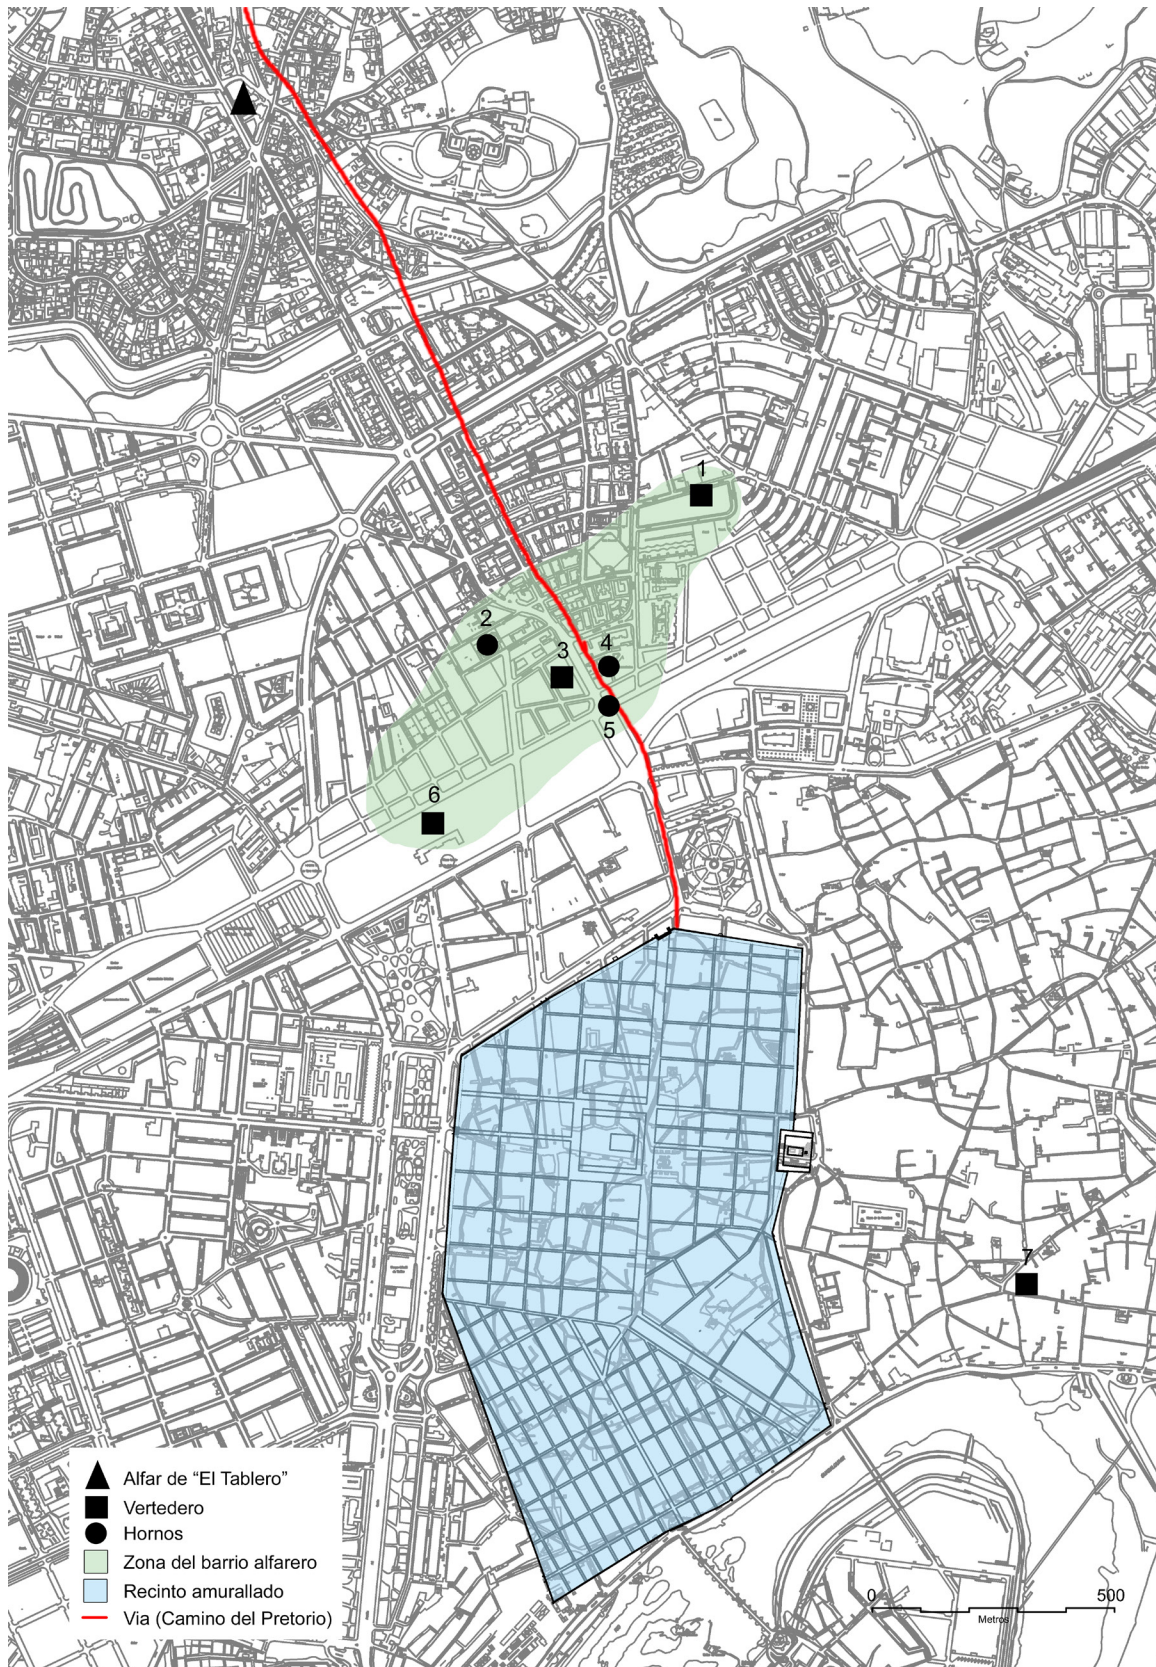 1
2
4
3
5
6
7
Alfar de “El Tablero”
Vertedero
Hornos
Zona del barrio alfarero
Recinto amurallado
Via (Camino del Pretorio)
0
500
Metros